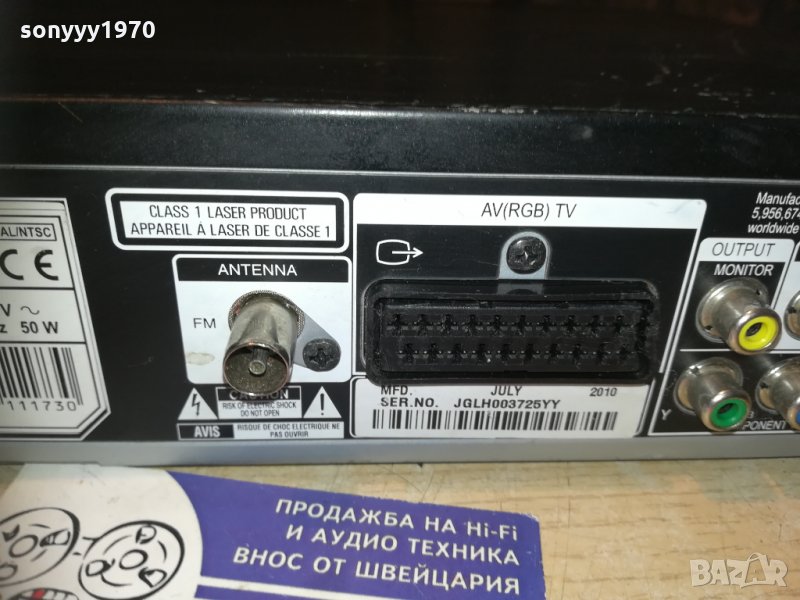 sonyyy1970
CLASS 1 LASER PRODUCT
APPAREIL À LASER DE CLASSE 1
AV(RGB) TV
Manufac
5,956,674
worldwide
OUTPUT
MONITOR
ANTENNA
FM
AL/NTSC
CE
V ~
z 50 W
111730
CAUTION
RISK OF ELECTRIC SHOCK
DO NOT OPEN
AVIS
RISQUE DE CHOC ELECTRIQUE NE
PAS OUVRIR
MFD. JULY 2010
SER.NO. JGLH003725YY
Y
PONENT
ПРОДАЖБА НА Hi-Fi
И АУДИО ТЕХНИКА
ВНОС ОТ ШВЕЙЦАРИЯ
BAZAR